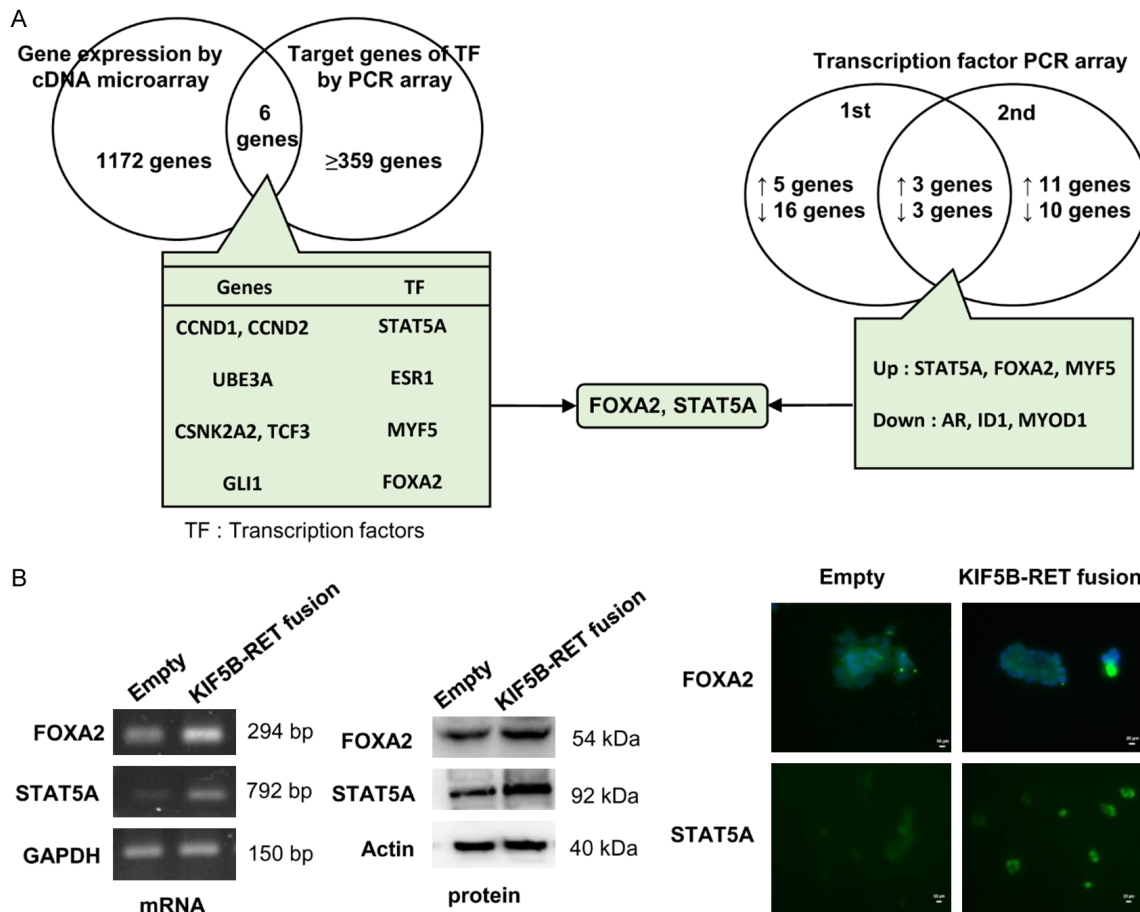 A
Gene expression by
cDNA microarray
Target genes of TF
by PCR array
6
genes
1172 genes
≥359 genes
Transcription factor PCR array
1st
2nd
↑ 5 genes
↓ 16 genes
↑ 3 genes
↓ 3 genes
↑ 11 genes
↓ 10 genes
Genes TF
CCND1, CCND2 STAT5A
UBE3A ESR1
CSNK2A2, TCF3 MYF5
GLI1 FOXA2
TF : Transcription factors
FOXA2, STAT5A
Up : STAT5A, FOXA2, MYF5
Down : AR, ID1, MYOD1
B
Empty
KIF5B-RET fusion
FOXA2 294 bp
STAT5A 792 bp
GAPDH 150 bp
mRNA
Empty
KIF5B-RET fusion
FOXA2 54 kDa
STAT5A 92 kDa
Actin 40 kDa
protein
Empty KIF5B-RET fusion
FOXA2
STAT5A